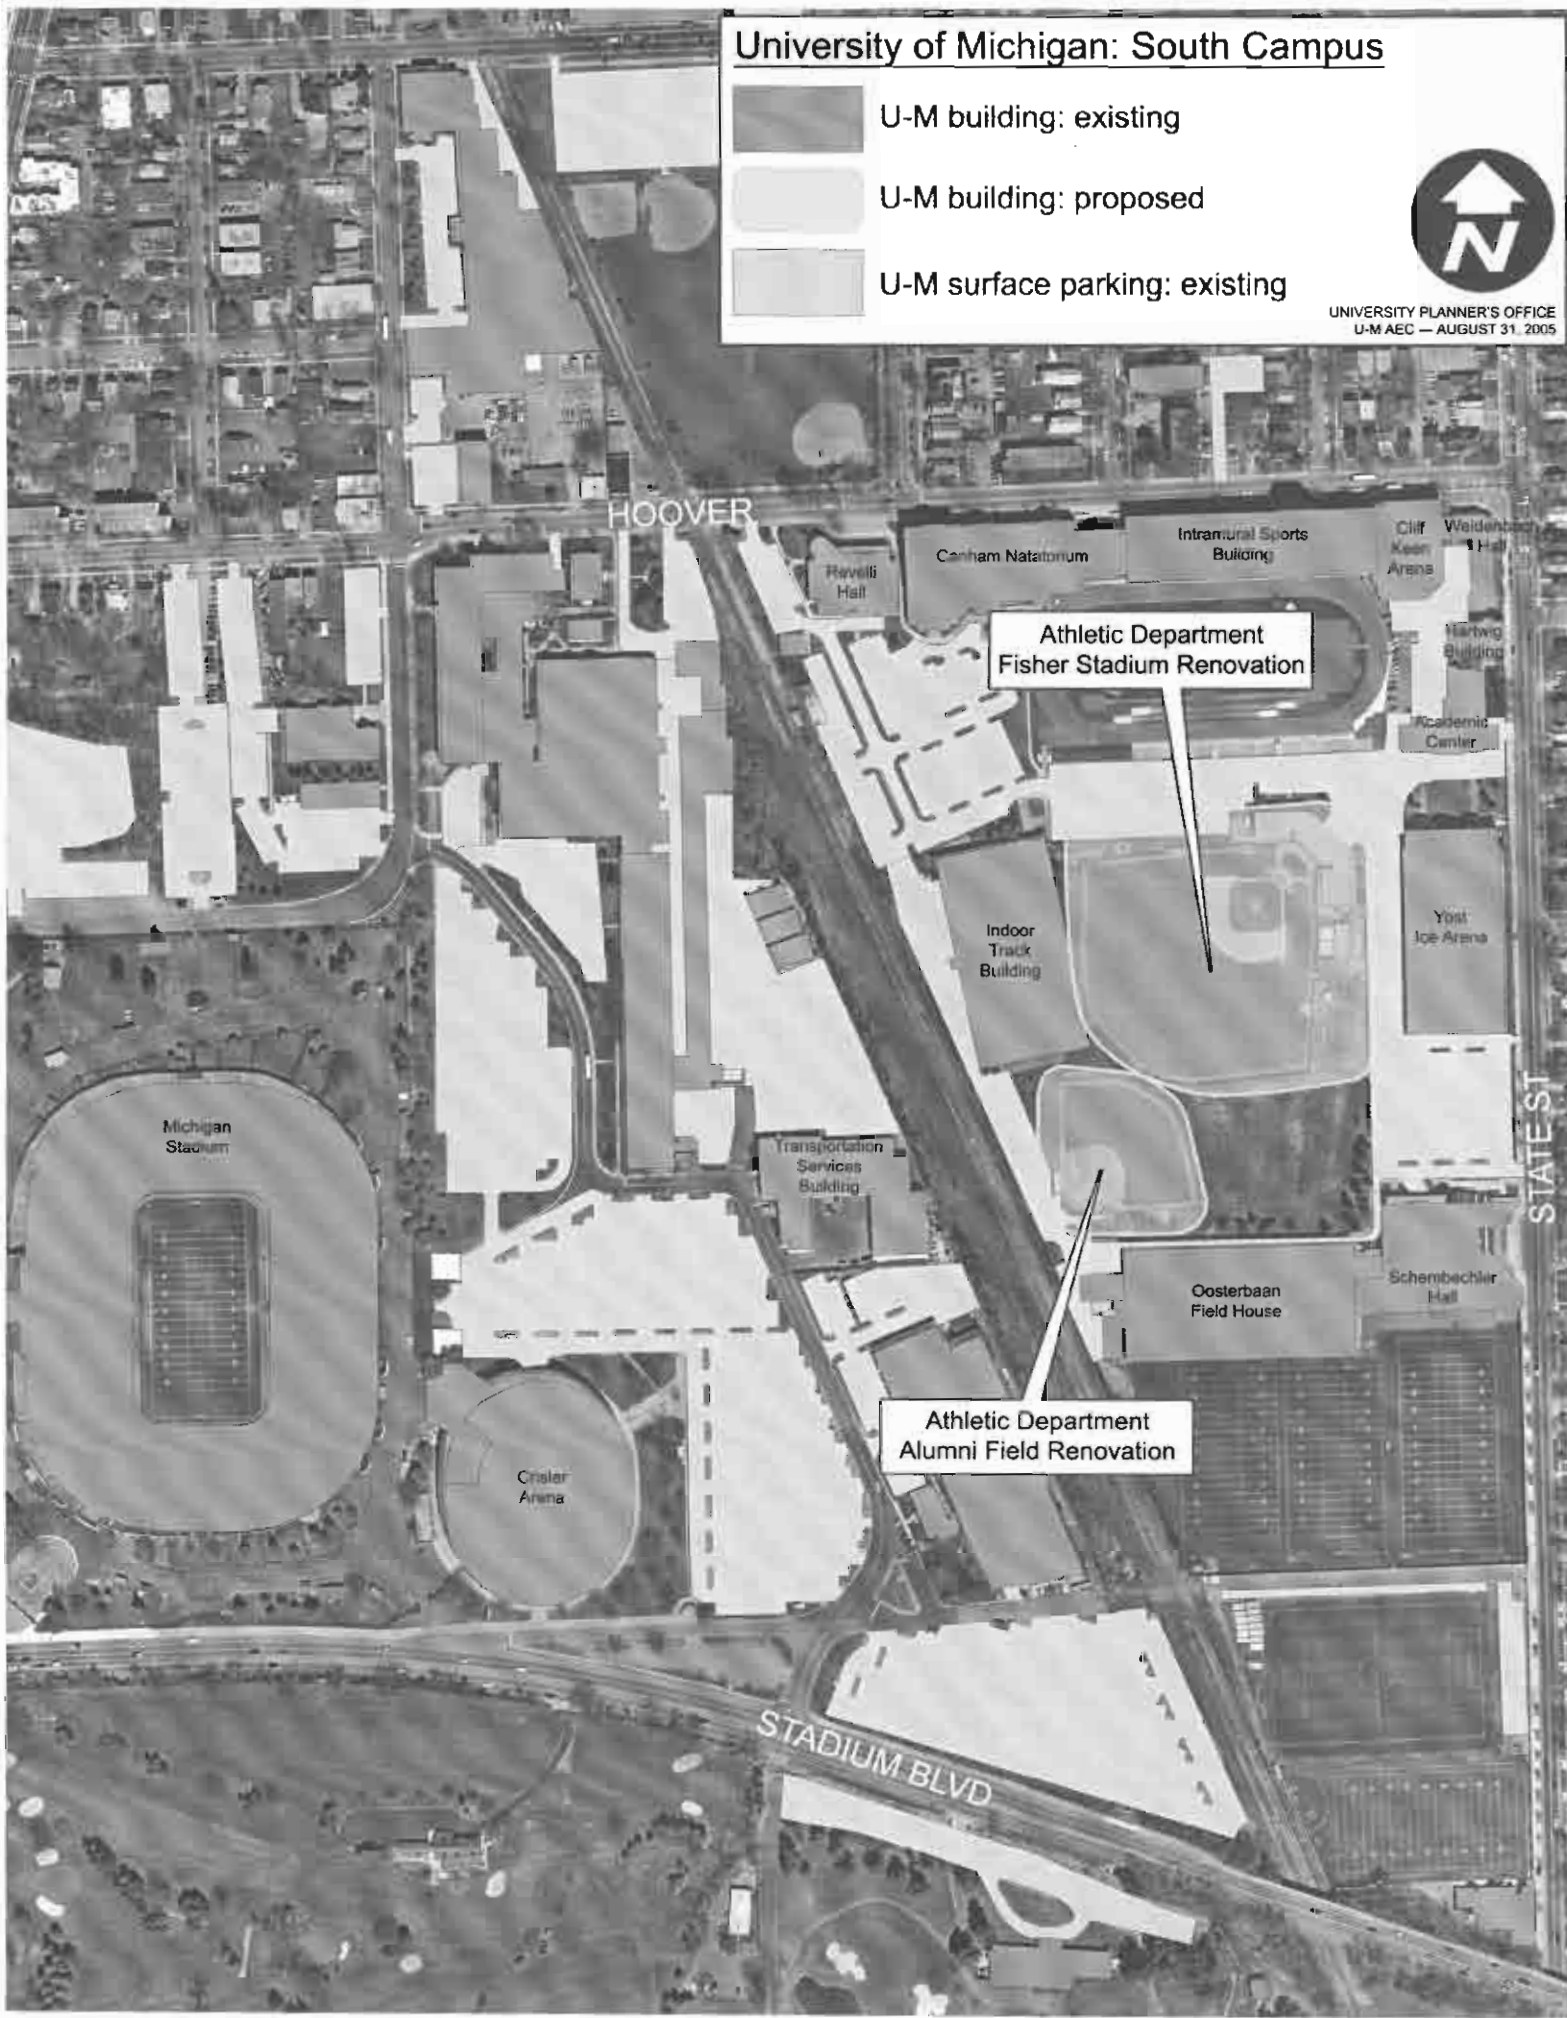 University of Michigan: South Campus
U-M building: existing
U-M building: proposed
U-M surface parking: existing
N
UNIVERSITY PLANNER'S OFFICE
U-M AEC — AUGUST 31, 2005
HOOVER
Revelli
Hall
Canham Natatorium
Intramural Sports
Building
Cliff
Keen
Arena
Weidenbach
Hall
Athletic Department
Fisher Stadium Renovation
Hartwig
Building
Academic
Center
Indoor
Track
Building
Yost
Ice Arena
Michigan
Stadium
Transportation
Services
Building
STATE ST
Oosterbaan
Field House
Schembechler
Hall
Athletic Department
Alumni Field Renovation
Crisler
Arena
STADIUM BLVD